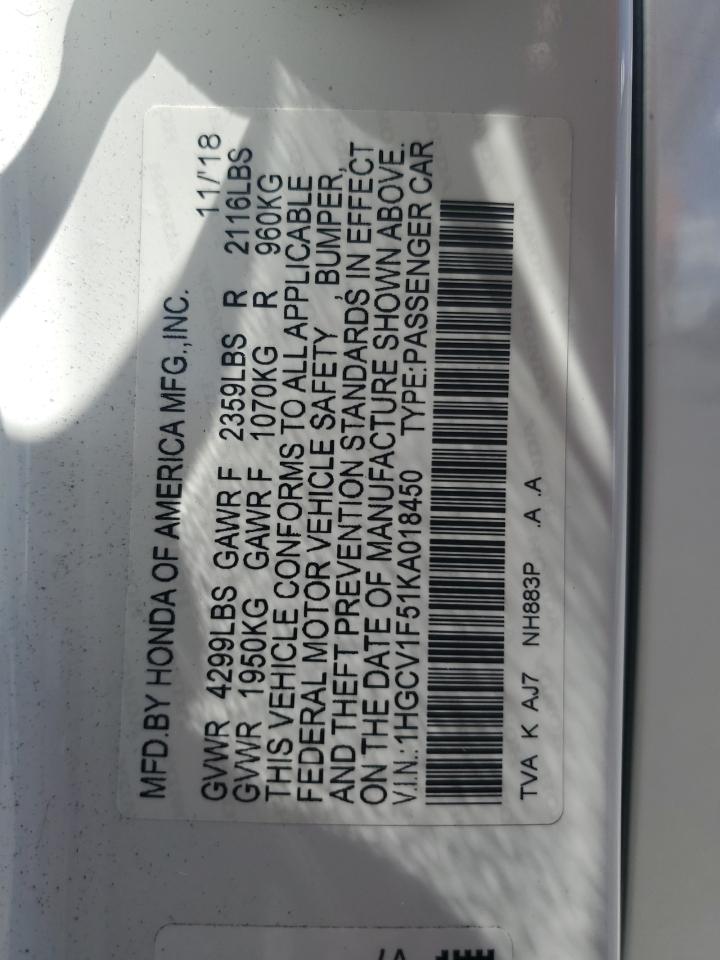 MFD.BY HONDA OF AMERICA MFG.,INC. 11/'18
GVWR 4299LBS GAWR F 2359LBS R 2116LBS
GVWR 1950KG GAWR F 1070KG R 960KG
THIS VEHICLE CONFORMS TO ALL APPLICABLE
FEDERAL MOTOR VEHICLE SAFETY , BUMPER,
AND THEFT PREVENTION STANDARDS IN EFFECT
ON THE DATE OF MANUFACTURE SHOWN ABOVE.
V.I.N.:1HGCV1F51KA018450 TYPE:PASSENGER CAR
TVA K AJ7 NH883P .A .A